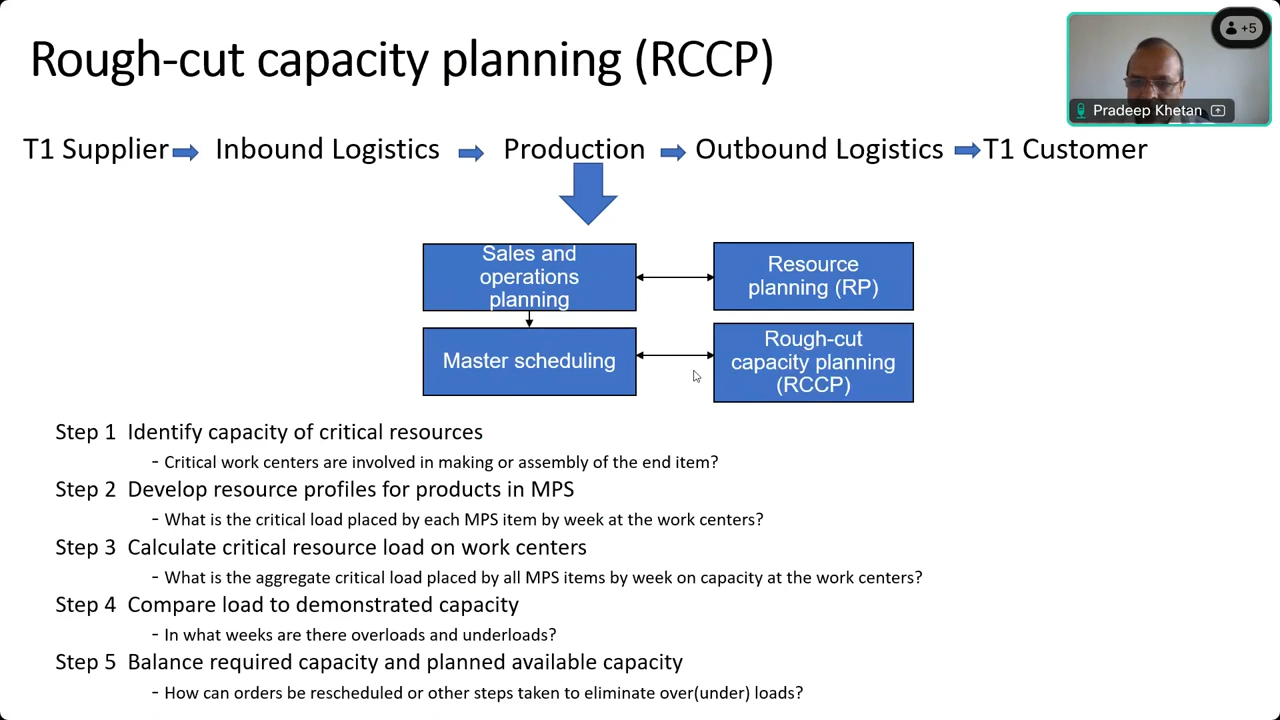 Rough-cut capacity planning (RCCP)
+5
Pradeep Khetan
T1 Supplier Inbound Logistics Production Outbound Logistics T1 Customer
Sales and
operations
planning
Resource
planning (RP)
Master scheduling
Rough-cut
capacity planning
(RCCP)
Step 1 Identify capacity of critical resources
- Critical work centers are involved in making or assembly of the end item?
Step 2 Develop resource profiles for products in MPS
- What is the critical load placed by each MPS item by week at the work centers?
Step 3 Calculate critical resource load on work centers
- What is the aggregate critical load placed by all MPS items by week on capacity at the work centers?
Step 4 Compare load to demonstrated capacity
- In what weeks are there overloads and underloads?
Step 5 Balance required capacity and planned available capacity
- How can orders be rescheduled or other steps taken to eliminate over(under) loads?